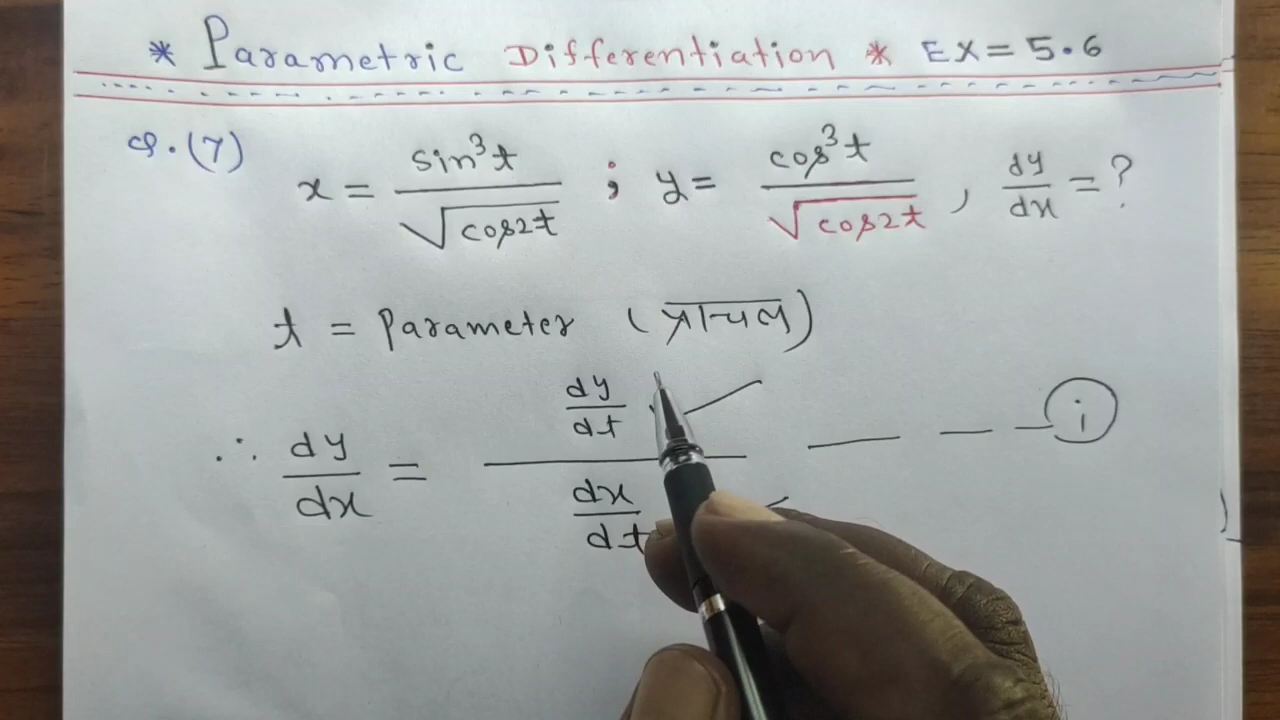 * Parametric Differentiation * EX = 5.6
Q.(7) x = sin³t / √cos2t ; y = cos³t / √cos2t , dy/dx = ?
t = Parameter (प्राचल)
∴ dy/dx = (dy/dt) / (dx/dt) — — — (i)